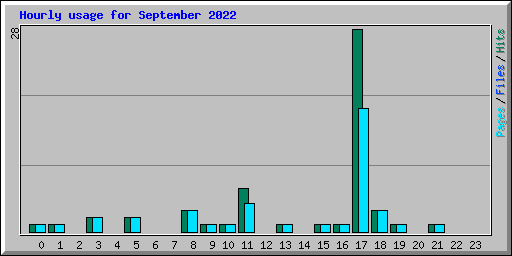 Hourly usage for September 2022
28
Pages/Files/Hits
0 1 2 3 4 5 6 7 8 9 10 11 12 13 14 15 16 17 18 19 20 21 22 23